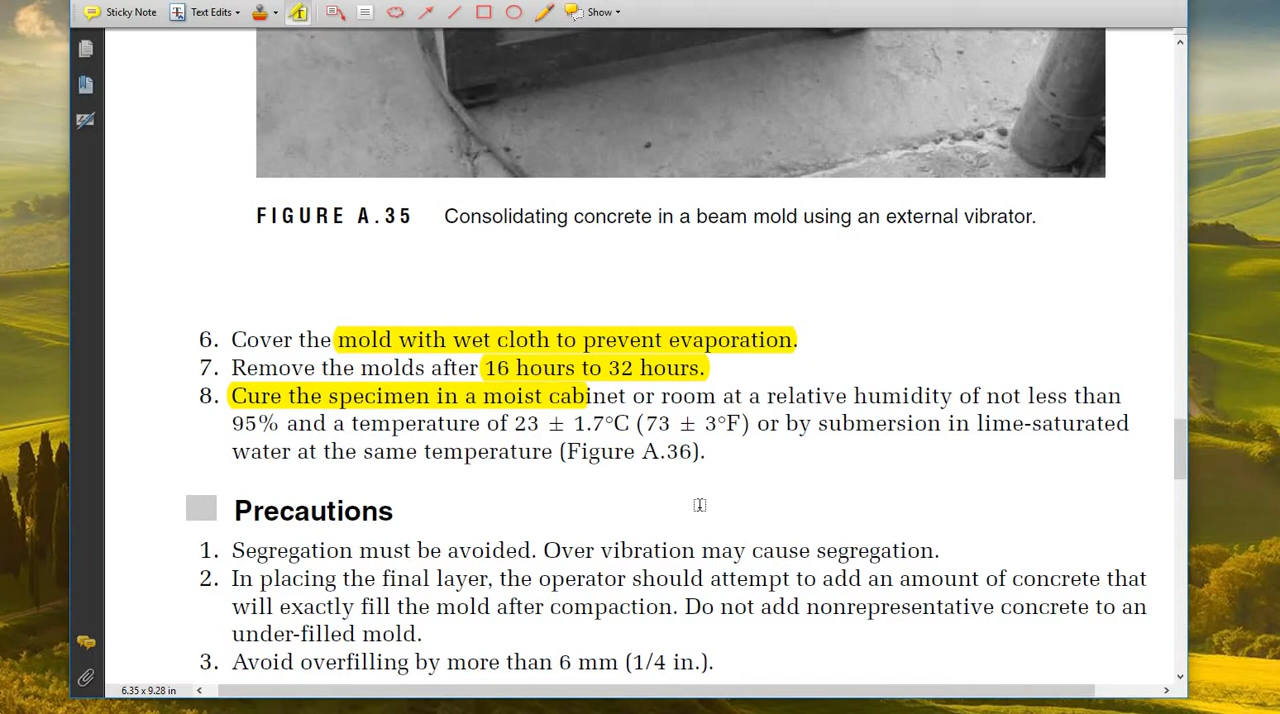 Sticky Note Text Edits Show
FIGURE A.35 Consolidating concrete in a beam mold using an external vibrator.
6. Cover the mold with wet cloth to prevent evaporation.
7. Remove the molds after 16 hours to 32 hours.
8. Cure the specimen in a moist cabinet or room at a relative humidity of not less than
95% and a temperature of 23 ± 1.7°C (73 ± 3°F) or by submersion in lime-saturated
water at the same temperature (Figure A.36).
Precautions
1. Segregation must be avoided. Over vibration may cause segregation.
2. In placing the final layer, the operator should attempt to add an amount of concrete that
will exactly fill the mold after compaction. Do not add nonrepresentative concrete to an
under-filled mold.
3. Avoid overfilling by more than 6 mm (1/4 in.).
6.35 x 9.28 in